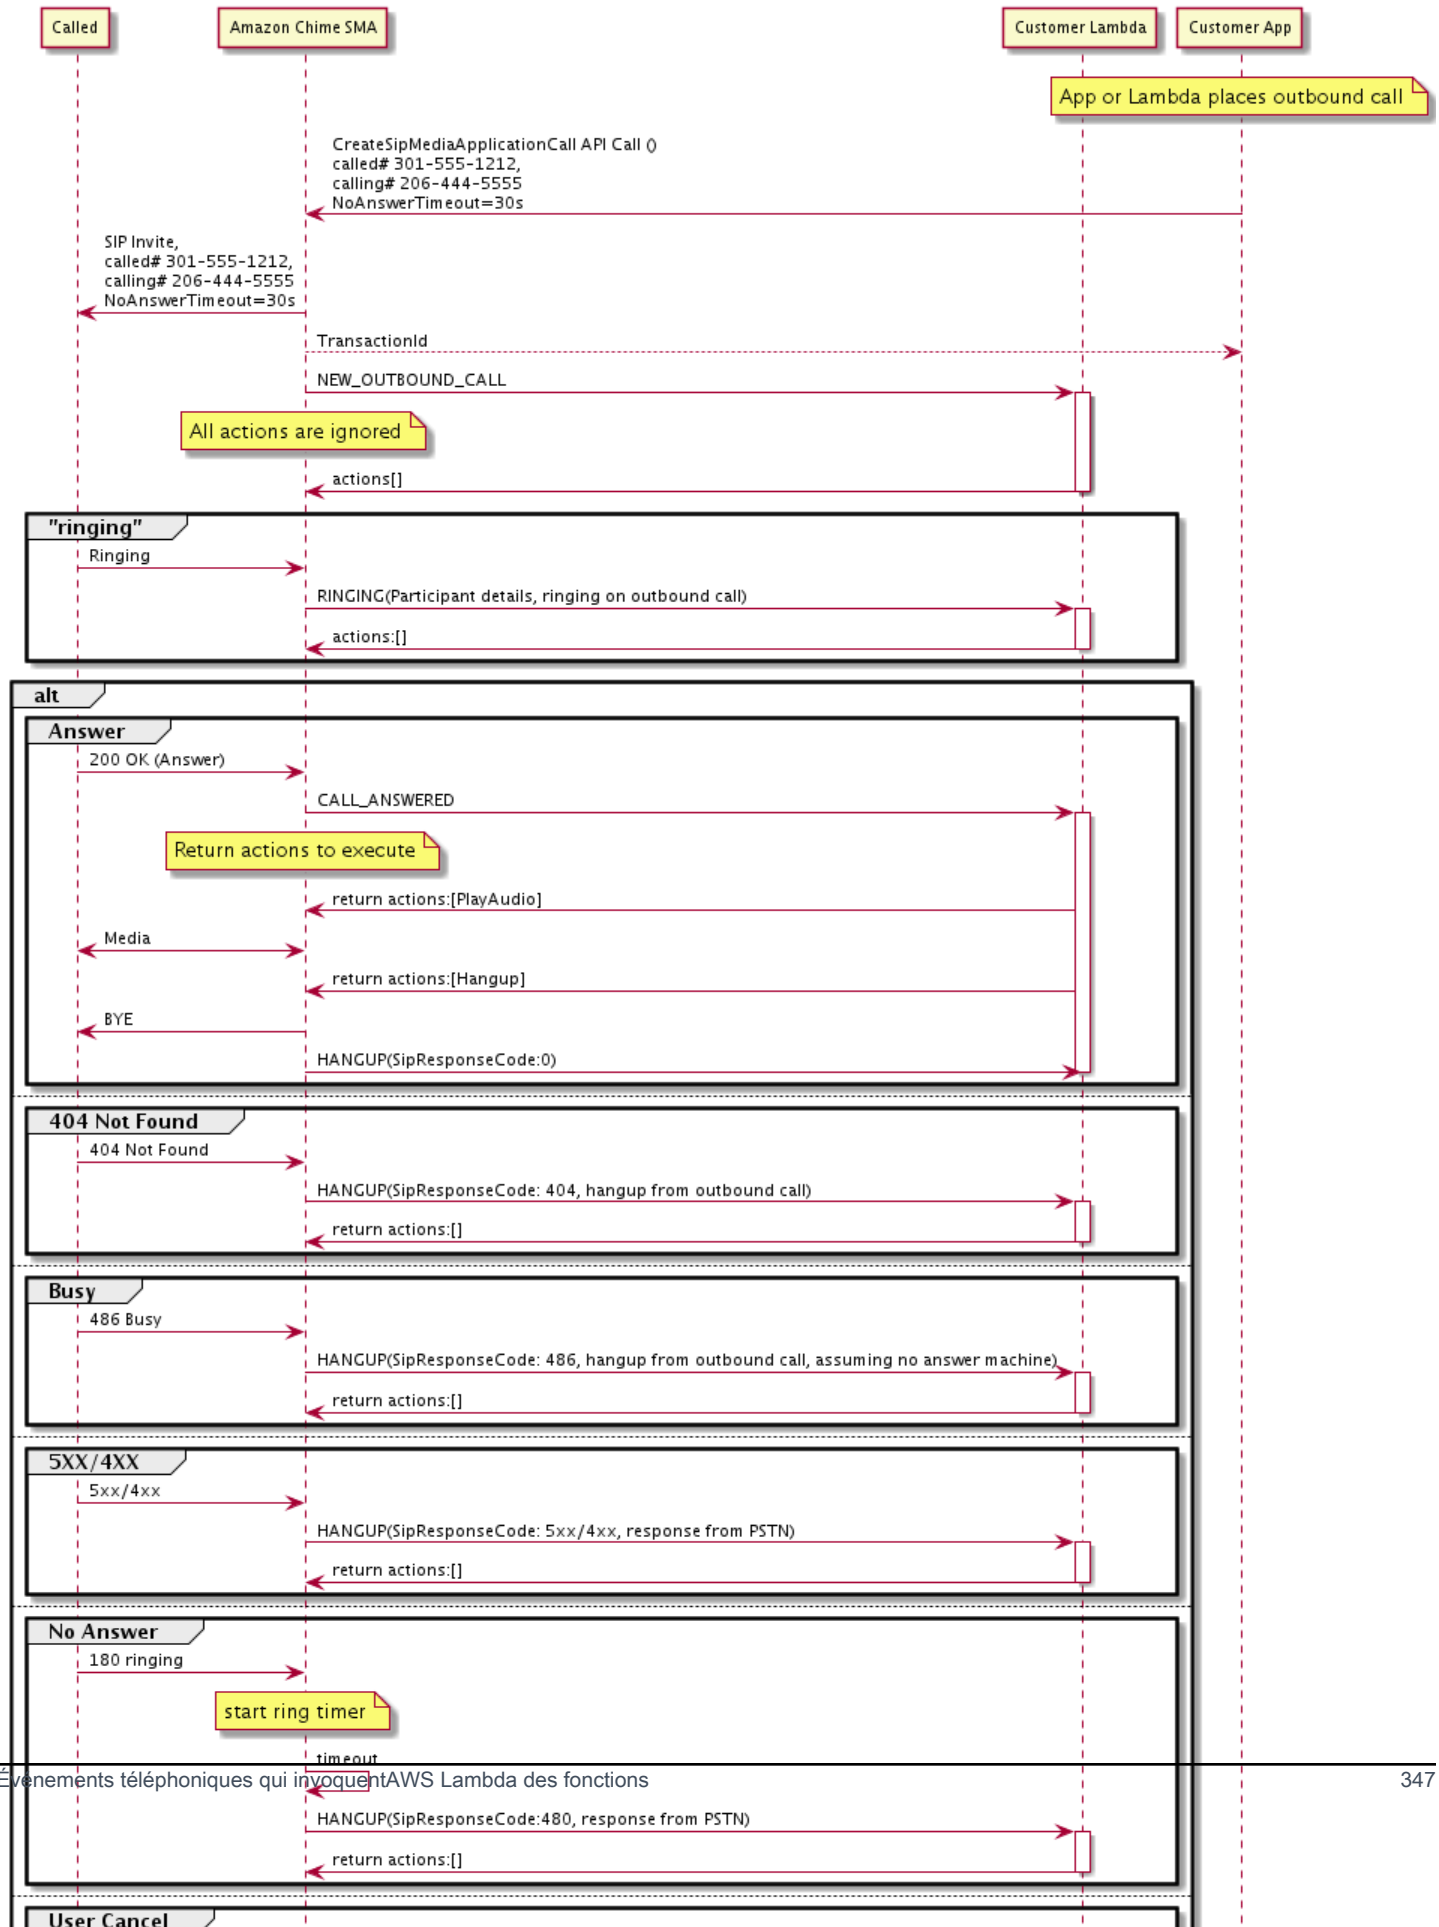 Called
Amazon Chime SMA
Customer Lambda
Customer App
App or Lambda places outbound call
CreateSipMediaApplicationCall API Call ()
called# 301-555-1212,
calling# 206-444-5555
NoAnswerTimeout=30s
SIP Invite,
called# 301-555-1212,
calling# 206-444-5555
NoAnswerTimeout=30s
TransactionId
NEW_OUTBOUND_CALL
All actions are ignored
actions[]
"ringing"
Ringing
RINGING(Participant details, ringing on outbound call)
actions:[]
alt
Answer
200 OK (Answer)
CALL_ANSWERED
Return actions to execute
return actions:[PlayAudio]
Media
return actions:[Hangup]
BYE
HANGUP(SipResponseCode:0)
404 Not Found
404 Not Found
HANGUP(SipResponseCode: 404, hangup from outbound call)
return actions:[]
Busy
486 Busy
HANGUP(SipResponseCode: 486, hangup from outbound call, assuming no answer machine)
return actions:[]
5XX/4XX
5xx/4xx
HANGUP(SipResponseCode: 5xx/4xx, response from PSTN)
return actions:[]
No Answer
180 ringing
start ring timer
timeout
Évenements téléphoniques qui invoquentAWS Lambda des fonctions 347
HANGUP(SipResponseCode:480, response from PSTN)
return actions:[]
User Cancel